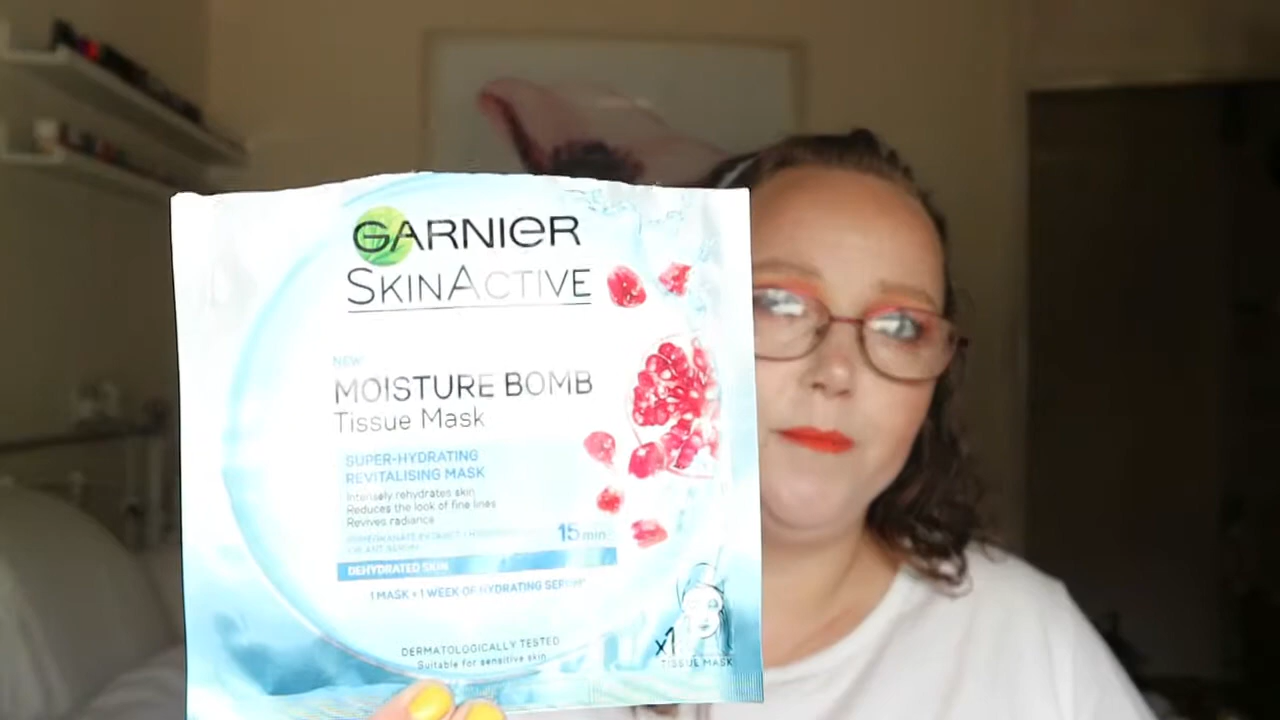 GARNIER
SKINACTIVE
NEW
MOISTURE BOMB
Tissue Mask
SUPER-HYDRATING
REVITALISING MASK
Intensely rehydrates skin
Reduces the look of fine lines
Revives radiance
POMEGRANATE EXTRACT +
15 min
DEHYDRATED SKIN
1 MASK = 1 WEEK OF HYDRATING SERUM*
DERMATOLOGICALLY TESTED
Suitable for sensitive skin
x1
TISSUE MASK